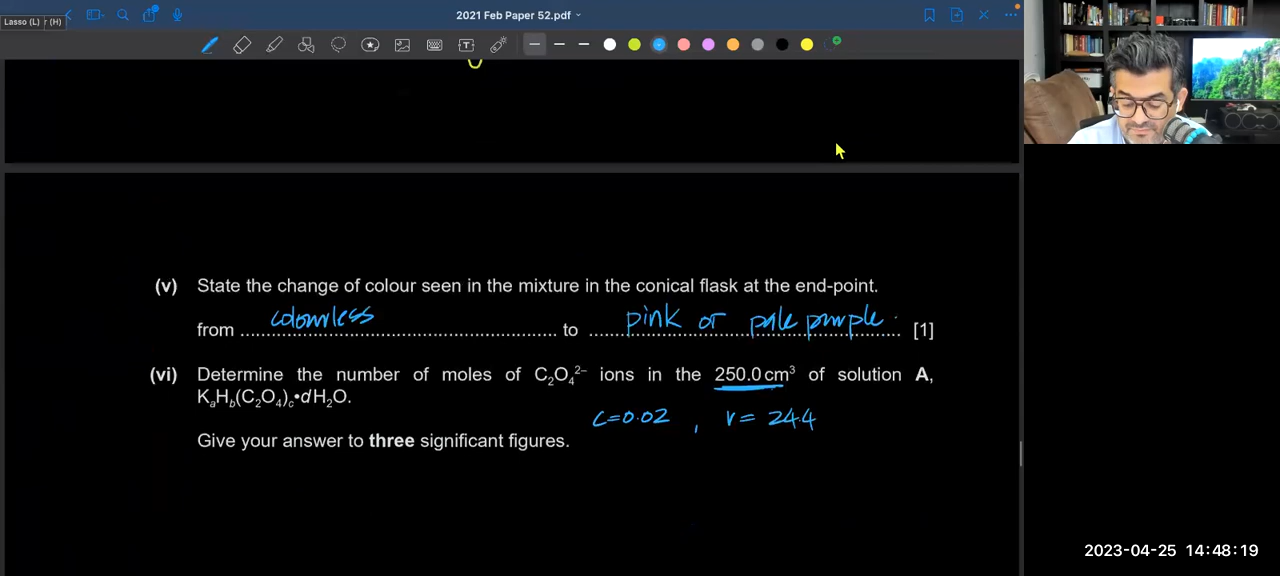 Lasso (L)
r (H)
2021 Feb Paper 52.pdf
(v) State the change of colour seen in the mixture in the conical flask at the end-point.
from colourless to pink or pale purple. [1]
(vi) Determine the number of moles of C₂O₄²⁻ ions in the 250.0 cm³ of solution A,
KₐH_b(C₂O₄)_c•dH₂O.
c=0.02 , V= 24.4
Give your answer to three significant figures.
2023-04-25 14:48:19